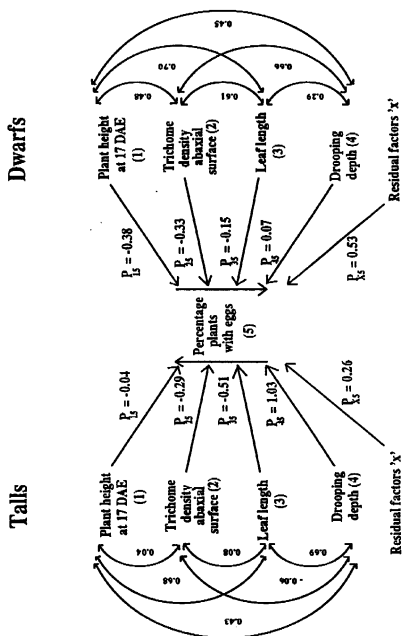 Talls
Dwarfs
Plant height
at 17 DAE
(1)
Trichome
density
abaxial
surface (2)
Leaf length
(3)
Drooping
depth (4)
Residual factors 'x'
0.04
0.08
0.69
0.68
- 0.06
0.43
P15 = -0.04
P25 = -0.29
P35 = -0.51
P45 = 1.03
PX5 = 0.26
Percentage
plants
with eggs
(5)
P15 = -0.38
P25 = -0.33
P35 = -0.15
P45 = 0.07
PX5 = 0.53
Plant height
at 17 DAE
(1)
Trichome
density
abaxial
surface (2)
Leaf length
(3)
Drooping
depth (4)
Residual factors 'x'
0.48
0.61
0.29
0.70
0.66
0.45